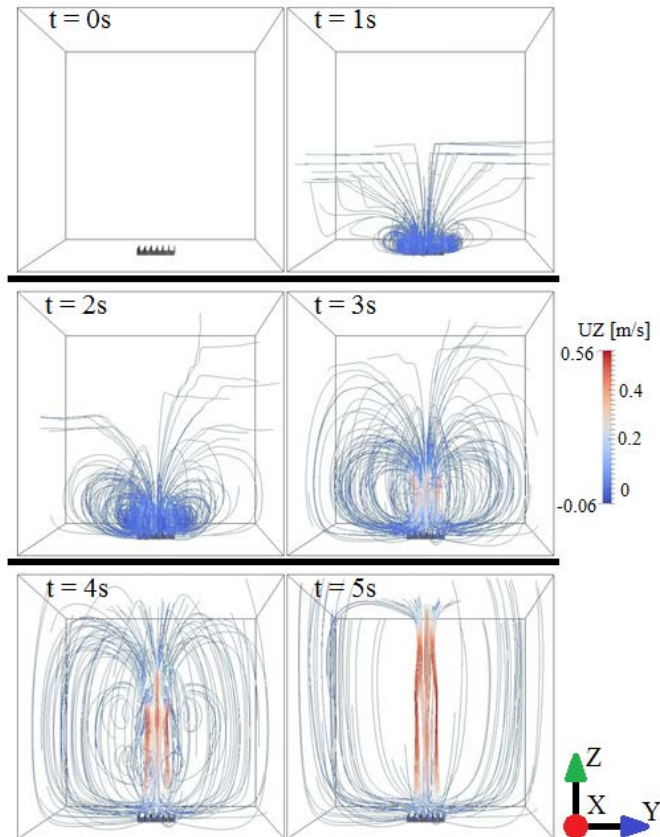 t = 0s
t = 1s
t = 2s
t = 3s
UZ [m/s]
0.56
0.4
0.2
0
-0.06
t = 4s
t = 5s
Z
X
Y